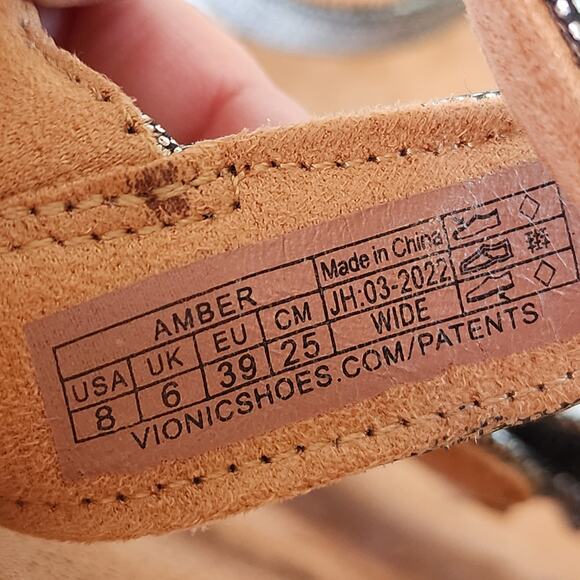 AMBER Made in China
USA UK EU CM JH:03-2022
8 6 39 25 WIDE
VIONICSHOES.COM/PATENTS